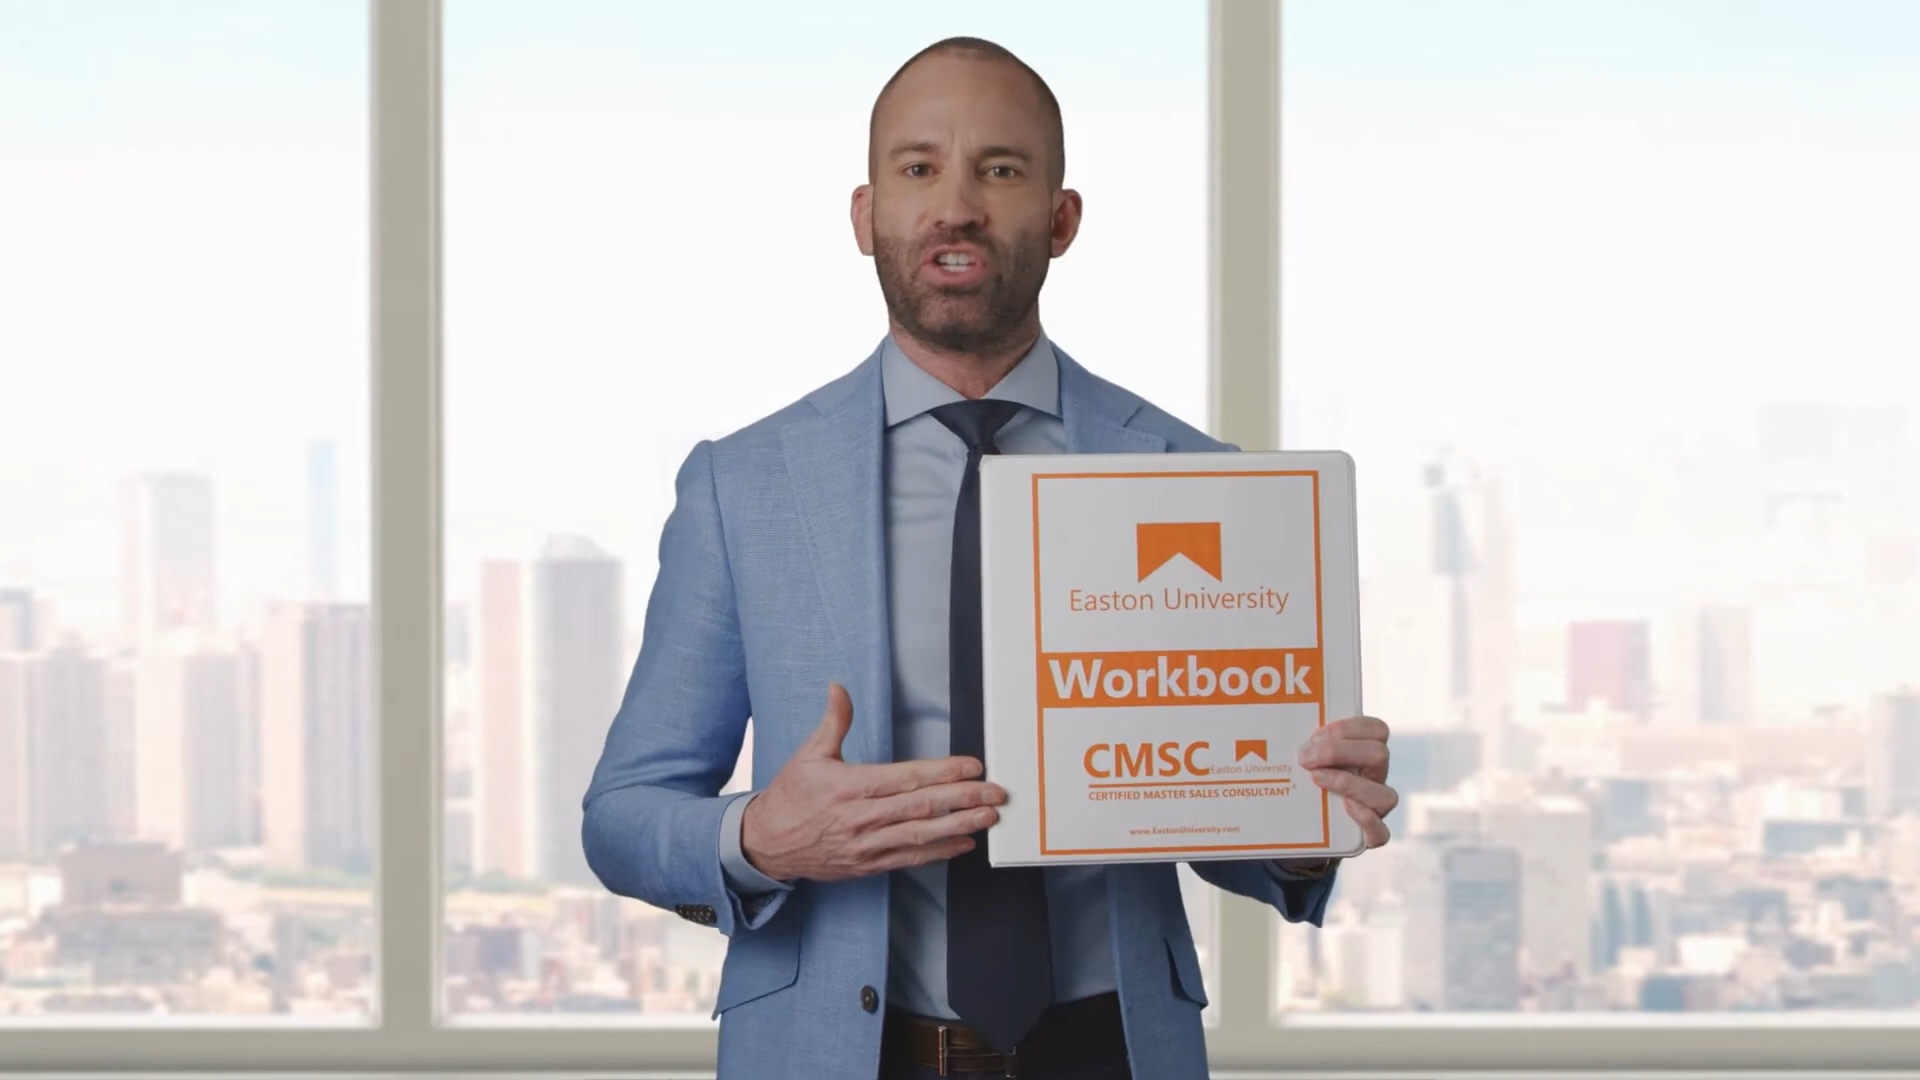 Easton University
Workbook
CMSC Easton University
CERTIFIED MASTER SALES CONSULTANT®
www.EastonUniversity.com